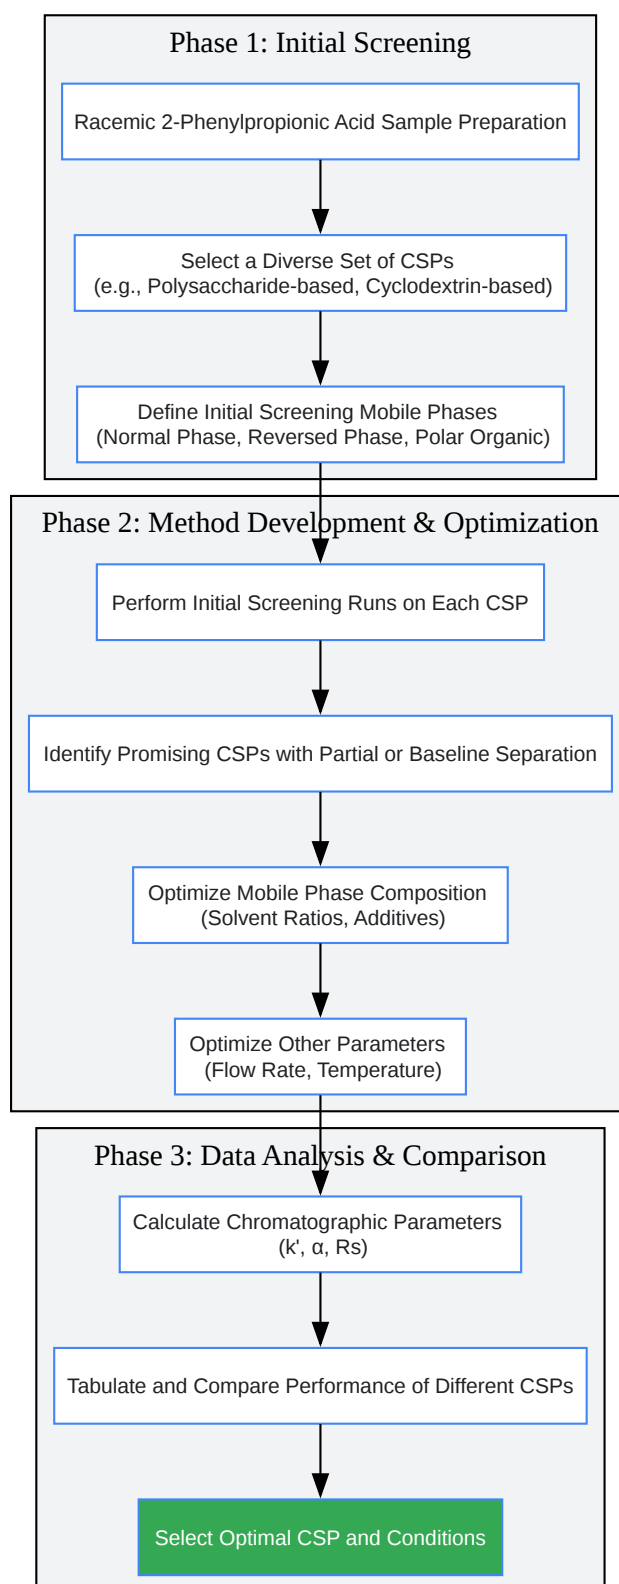 Phase 1: Initial Screening
Racemic 2-Phenylpropionic Acid Sample Preparation
Select a Diverse Set of CSPs
(e.g., Polysaccharide-based, Cyclodextrin-based)
Define Initial Screening Mobile Phases
(Normal Phase, Reversed Phase, Polar Organic)
Phase 2: Method Development & Optimization
Perform Initial Screening Runs on Each CSP
Identify Promising CSPs with Partial or Baseline Separation
Optimize Mobile Phase Composition
(Solvent Ratios, Additives)
Optimize Other Parameters
(Flow Rate, Temperature)
Phase 3: Data Analysis & Comparison
Calculate Chromatographic Parameters
(k', α, Rs)
Tabulate and Compare Performance of Different CSPs
Select Optimal CSP and Conditions